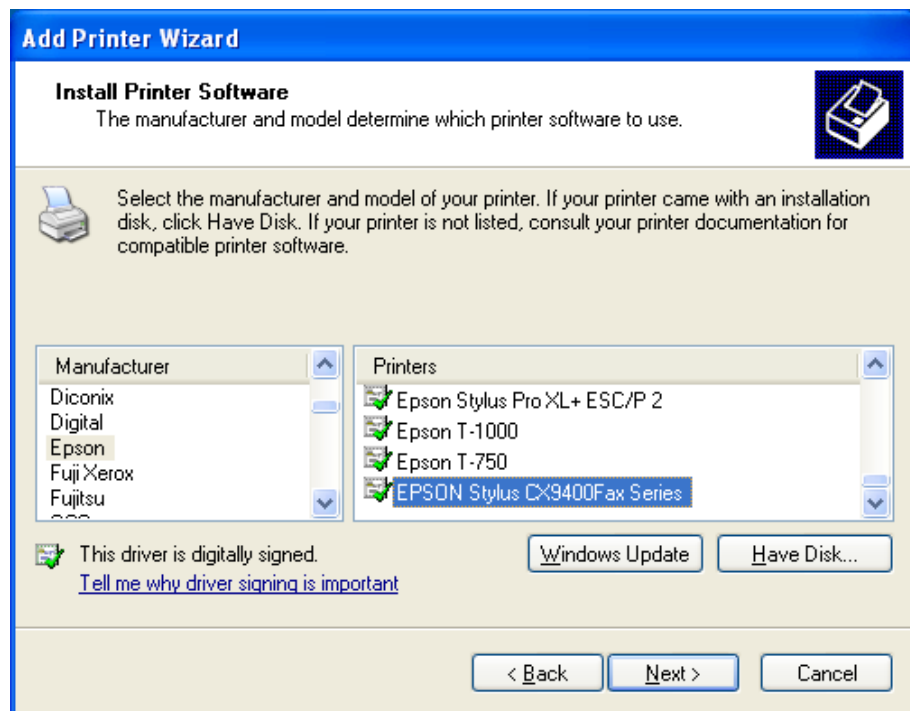 Add Printer Wizard
Install Printer Software
The manufacturer and model determine which printer software to use.
Select the manufacturer and model of your printer. If your printer came with an installation
disk, click Have Disk. If your printer is not listed, consult your printer documentation for
compatible printer software.
Manufacturer
Diconix
Digital
Epson
Fuji Xerox
Fujitsu
Printers
Epson Stylus Pro XL+ ESC/P 2
Epson T-1000
Epson T-750
EPSON Stylus CX9400Fax Series
This driver is digitally signed.
Tell me why driver signing is important
Windows Update
Have Disk...
< Back
Next >
Cancel